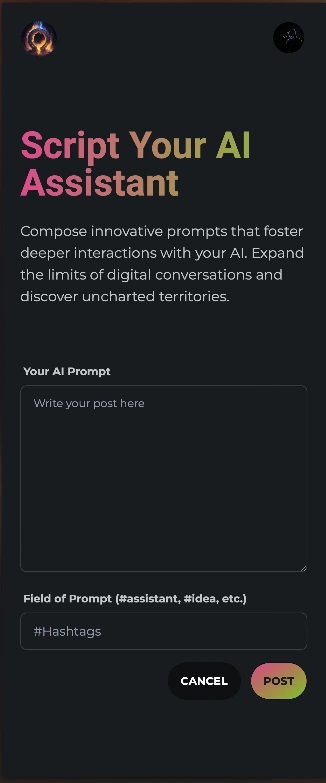 Script Your AI
Assistant
Compose innovative prompts that foster
deeper interactions with your AI. Expand
the limits of digital conversations and
discover uncharted territories.
Your AI Prompt
Write your post here
Field of Prompt (#assistant, #idea, etc.)
#Hashtags
CANCEL
POST